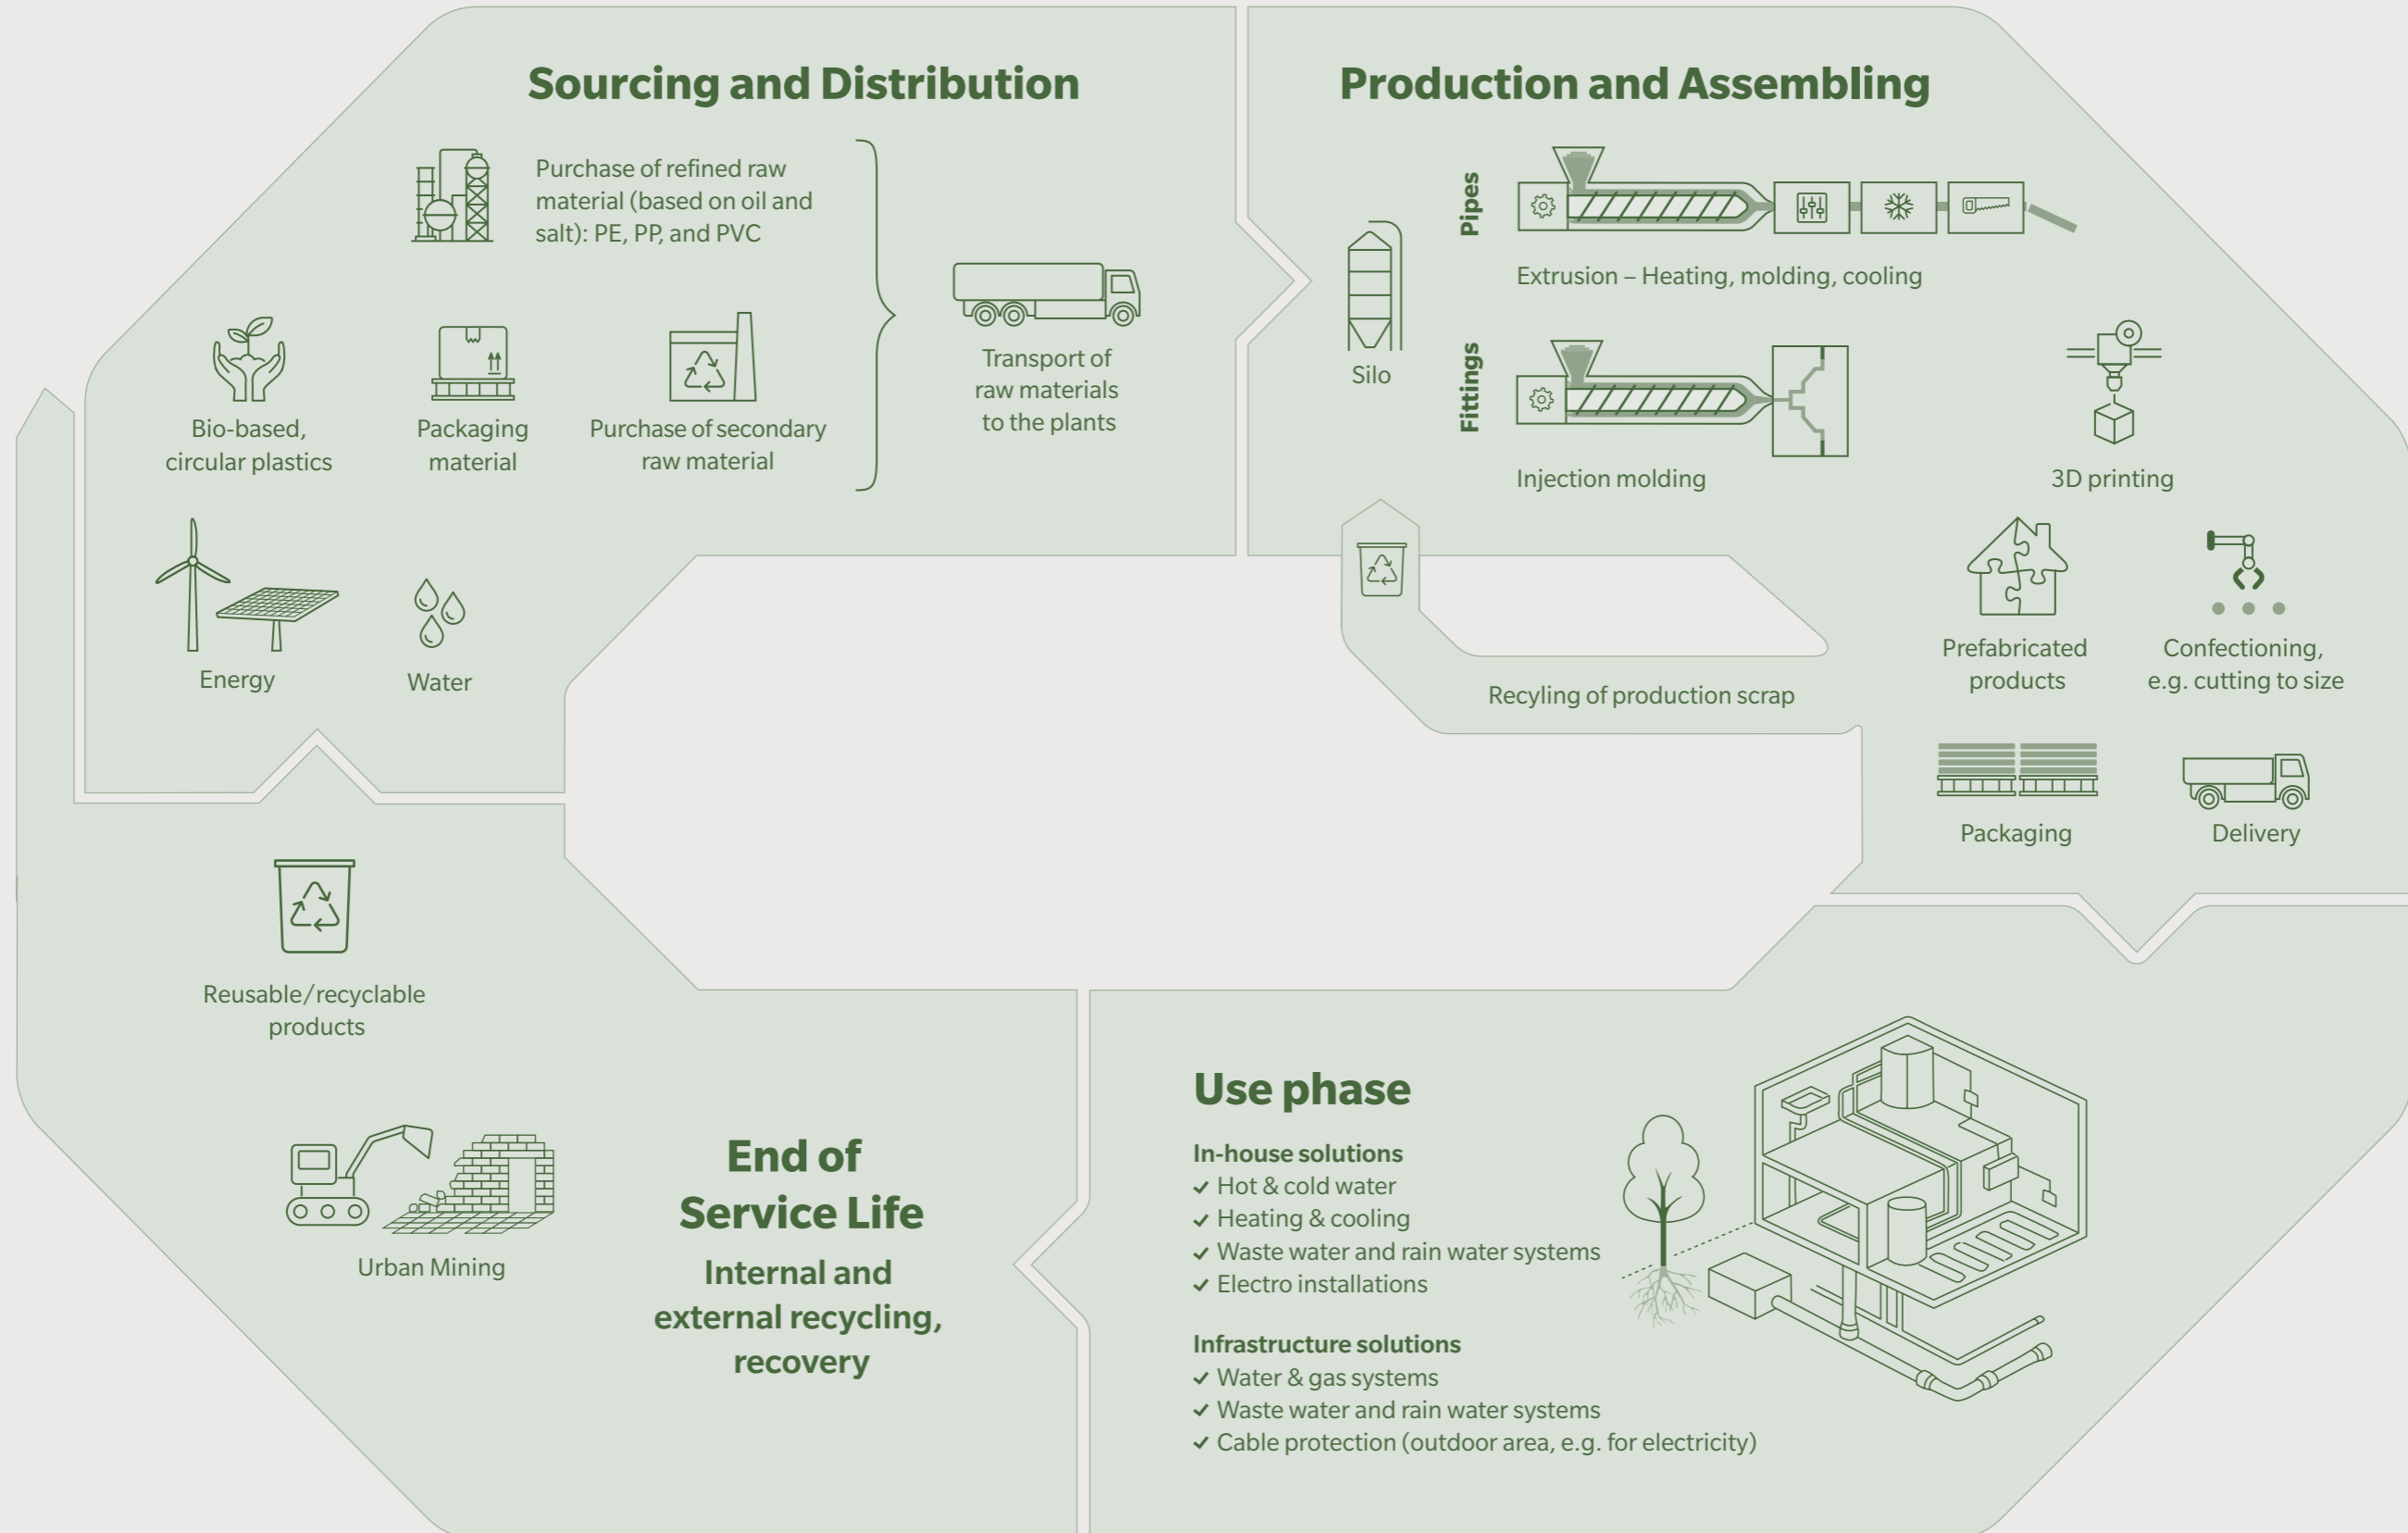 Sourcing and Distribution
Purchase of refined raw
material (based on oil and
salt): PE, PP, and PVC
Bio-based,
circular plastics
Packaging
material
Purchase of secondary
raw material
Transport of
raw materials
to the plants
Energy
Water
Production and Assembling
Silo
Pipes
Extrusion – Heating, molding, cooling
Fittings
Injection molding
3D printing
Prefabricated
products
Confectioning,
e.g. cutting to size
Recyling of production scrap
Packaging
Delivery
Use phase
In-house solutions
✓ Hot & cold water
✓ Heating & cooling
✓ Waste water and rain water systems
✓ Electro installations
Infrastructure solutions
✓ Water & gas systems
✓ Waste water and rain water systems
✓ Cable protection (outdoor area, e.g. for electricity)
End of
Service Life
Internal and
external recycling,
recovery
Urban Mining
Reusable/recyclable
products